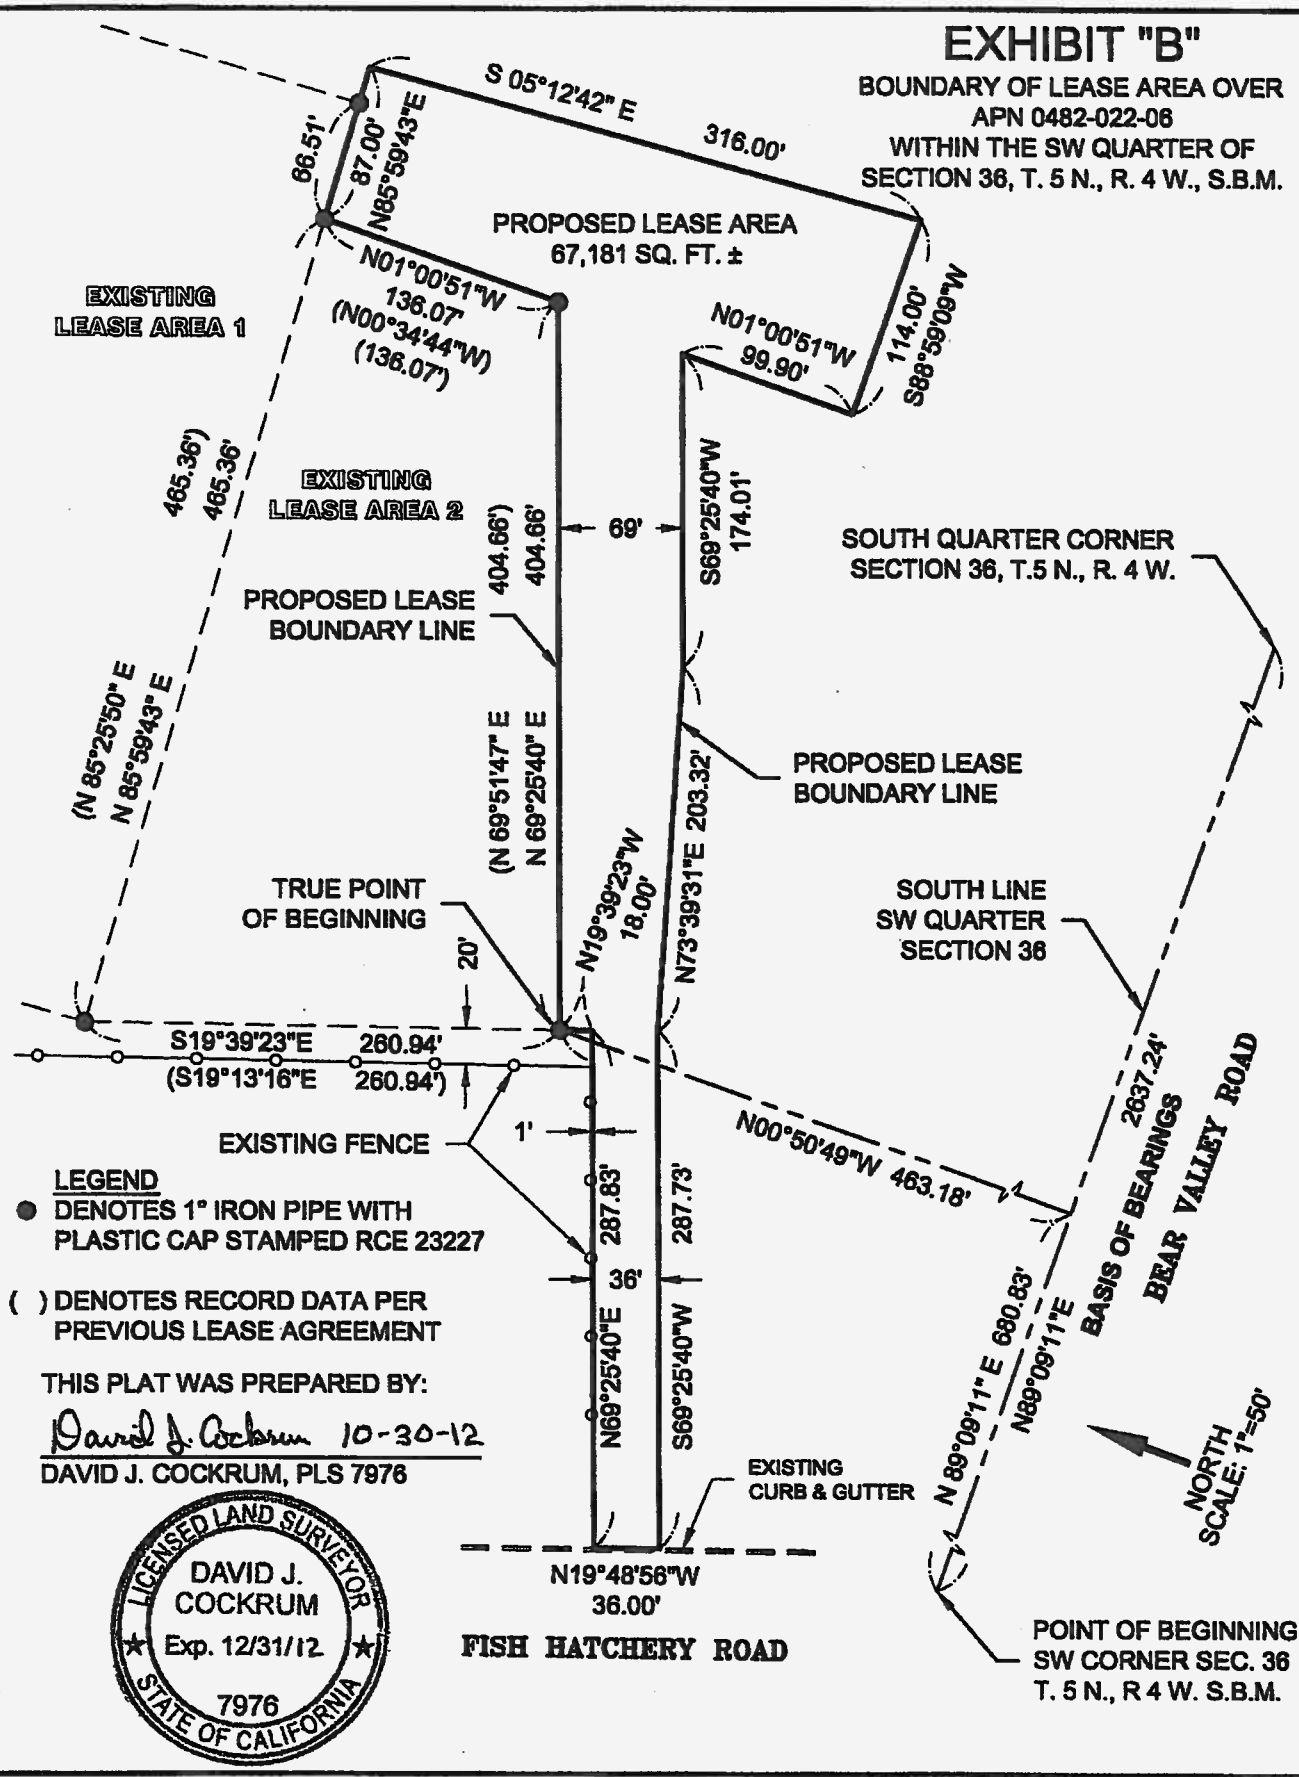 EXHIBIT "B"
BOUNDARY OF LEASE AREA OVER
APN 0482-022-06
WITHIN THE SW QUARTER OF
SECTION 36, T. 5 N., R. 4 W., S.B.M.
S 05°12'42" E
316.00'
66.51'
87.00'
N85°59'43"E
PROPOSED LEASE AREA
67,181 SQ. FT. ±
N01°00'51"W
136.07'
(N00°34'44"W)
(136.07')
EXISTING
LEASE AREA 1
N01°00'51"W
99.90'
114.00'
S88°59'09"W
465.36')
465.36'
EXISTING
LEASE AREA 2
404.66')
404.66'
69'
S69°25'40"W
174.01'
SOUTH QUARTER CORNER
SECTION 36, T.5 N., R. 4 W.
PROPOSED LEASE
BOUNDARY LINE
(N 85°25'50" E
N 85°59'43" E
(N 69°51'47" E
N 69°25'40" E
PROPOSED LEASE
BOUNDARY LINE
N73°39'31"E 203.32'
N19°39'23"W
18.00'
TRUE POINT
OF BEGINNING
20'
SOUTH LINE
SW QUARTER
SECTION 36
S19°39'23"E 260.94'
(S19°13'16"E 260.94')
2637.24'
BASIS OF BEARINGS
BEAR VALLEY ROAD
N00°50'49"W 463.18'
EXISTING FENCE
1'
287.83'
287.73'
LEGEND
DENOTES 1" IRON PIPE WITH
PLASTIC CAP STAMPED RCE 23227
36'
( ) DENOTES RECORD DATA PER
PREVIOUS LEASE AGREEMENT
N69°25'40"E
S69°25'40"W
N 89°09'11" E 680.83'
N89°09'11"E
THIS PLAT WAS PREPARED BY:
David J. Cockrum 10-30-12
DAVID J. COCKRUM, PLS 7976
NORTH
SCALE: 1"=50'
EXISTING
CURB & GUTTER
LICENSED LAND SURVEYOR
DAVID J.
COCKRUM
Exp. 12/31/12
7976
STATE OF CALIFORNIA
N19°48'56"W
36.00'
FISH HATCHERY ROAD
POINT OF BEGINNING
SW CORNER SEC. 36
T. 5 N., R 4 W. S.B.M.